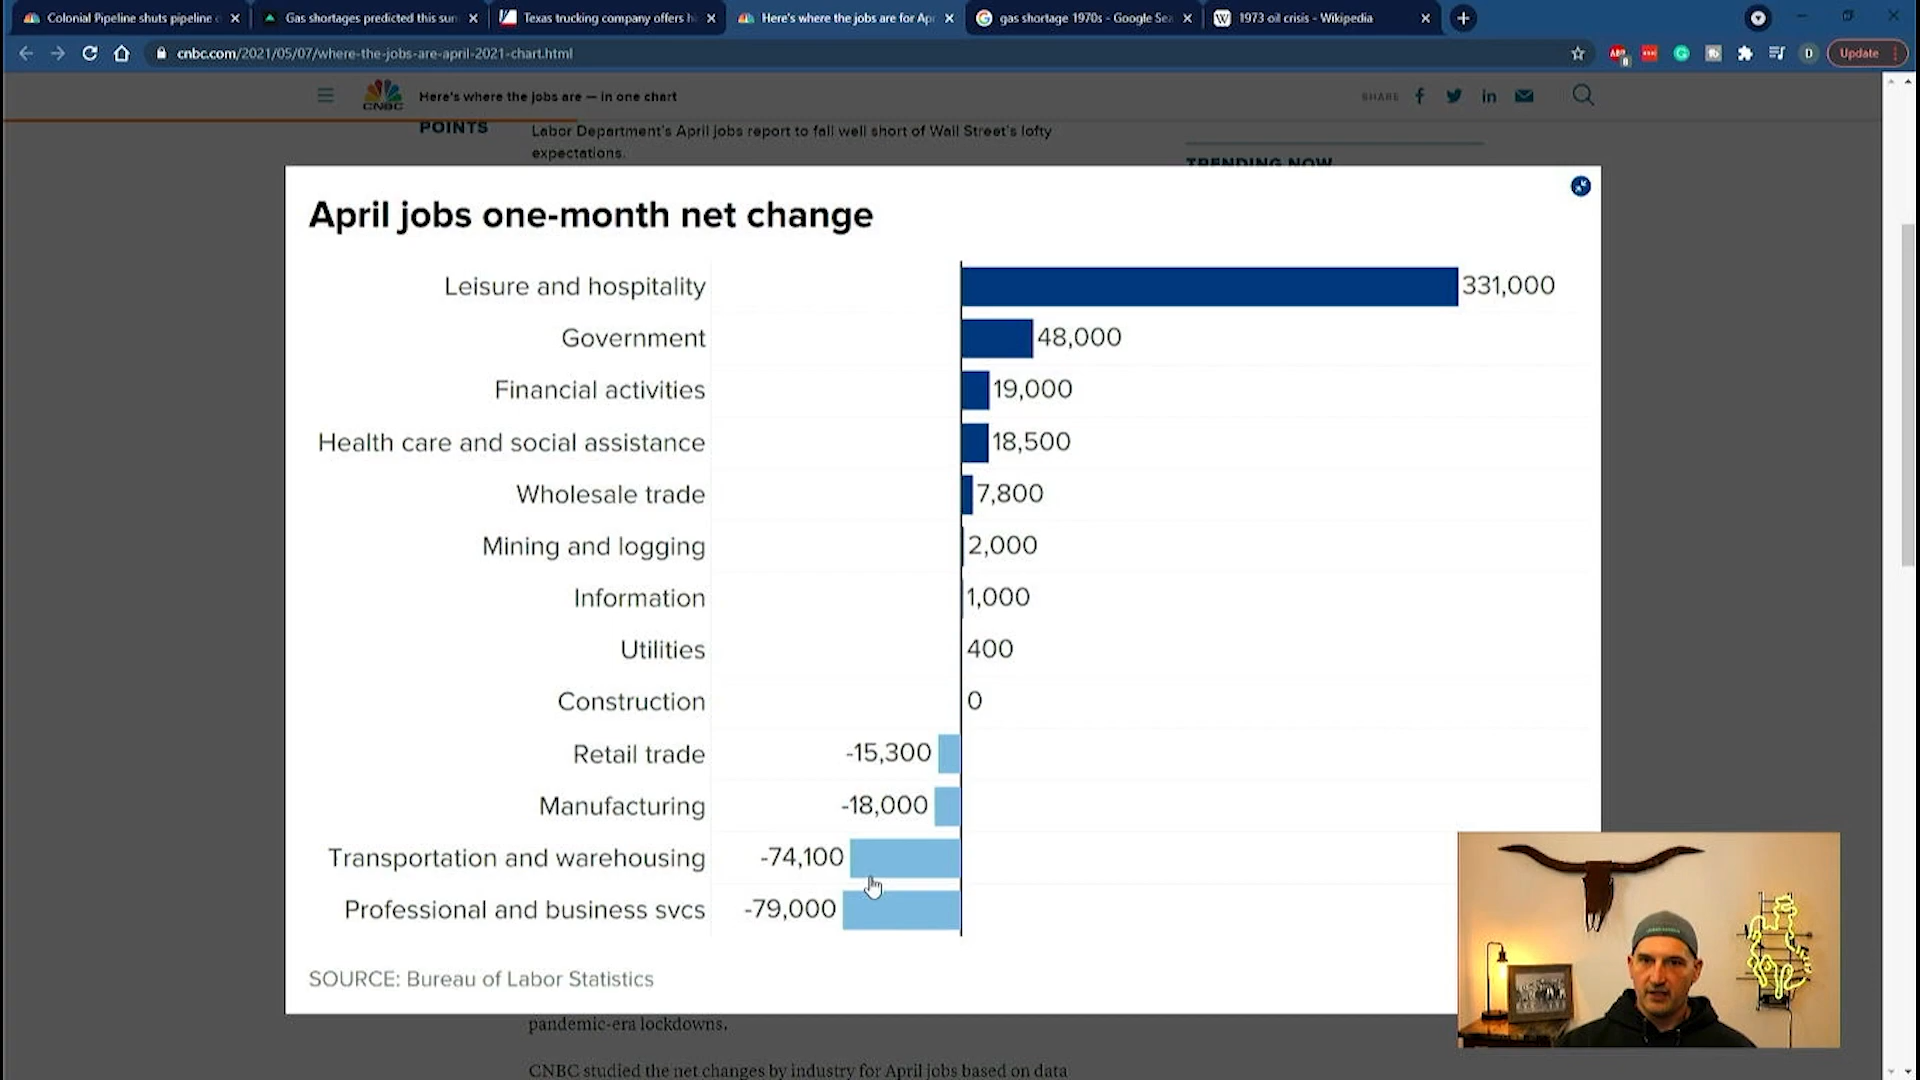 Colonial Pipeline shuts pipeline
Gas shortages predicted this sum
Texas trucking company offers h
Here's where the jobs are for Apr
gas shortage 1970s - Google Sea
1973 oil crisis - Wikipedia
cnbc.com/2021/05/07/where-the-jobs-are-april-2021-chart.html
ABP
D
Update
CNBC
Here's where the jobs are — in one chart
SHARE
POINTS
Labor Department's April jobs report to fall well short of Wall Street's lofty
expectations.
TRENDING NOW
April jobs one-month net change
Leisure and hospitality 331,000
Government 48,000
Financial activities 19,000
Health care and social assistance 18,500
Wholesale trade 7,800
Mining and logging 2,000
Information 1,000
Utilities 400
Construction 0
Retail trade -15,300
Manufacturing -18,000
Transportation and warehousing -74,100
Professional and business svcs -79,000
SOURCE: Bureau of Labor Statistics
pandemic-era lockdowns.
CNBC studied the net changes by industry for April jobs based on data